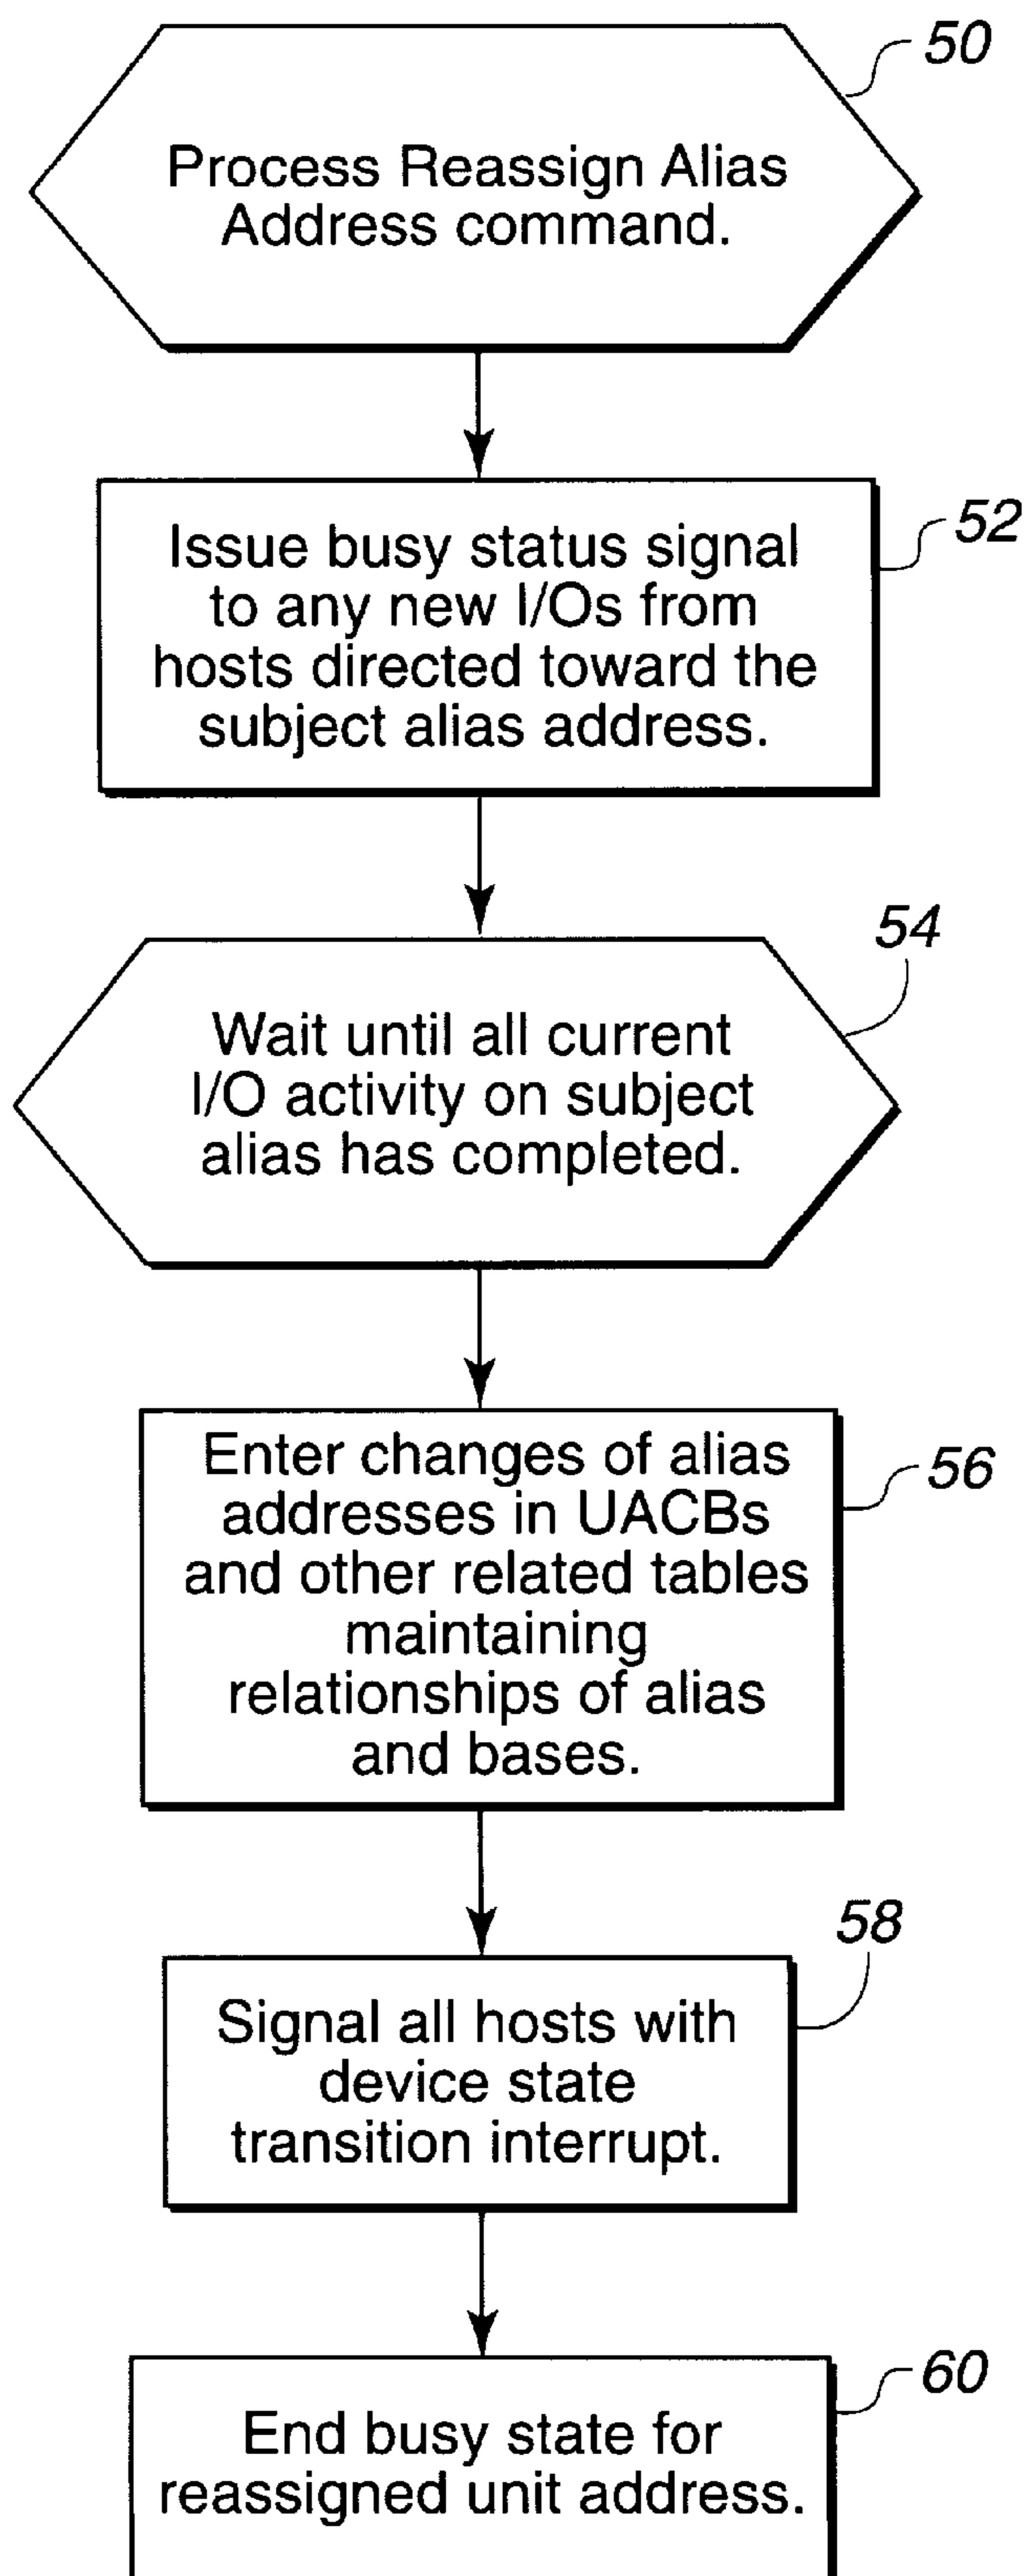 50
Process Reassign Alias
Address command.
52
Issue busy status signal
to any new I/Os from
hosts directed toward the
subject alias address.
54
Wait until all current
I/O activity on subject
alias has completed.
56
Enter changes of alias
addresses in UACBs
and other related tables
maintaining
relationships of alias
and bases.
58
Signal all hosts with
device state
transition interrupt.
60
End busy state for
reassigned unit address.